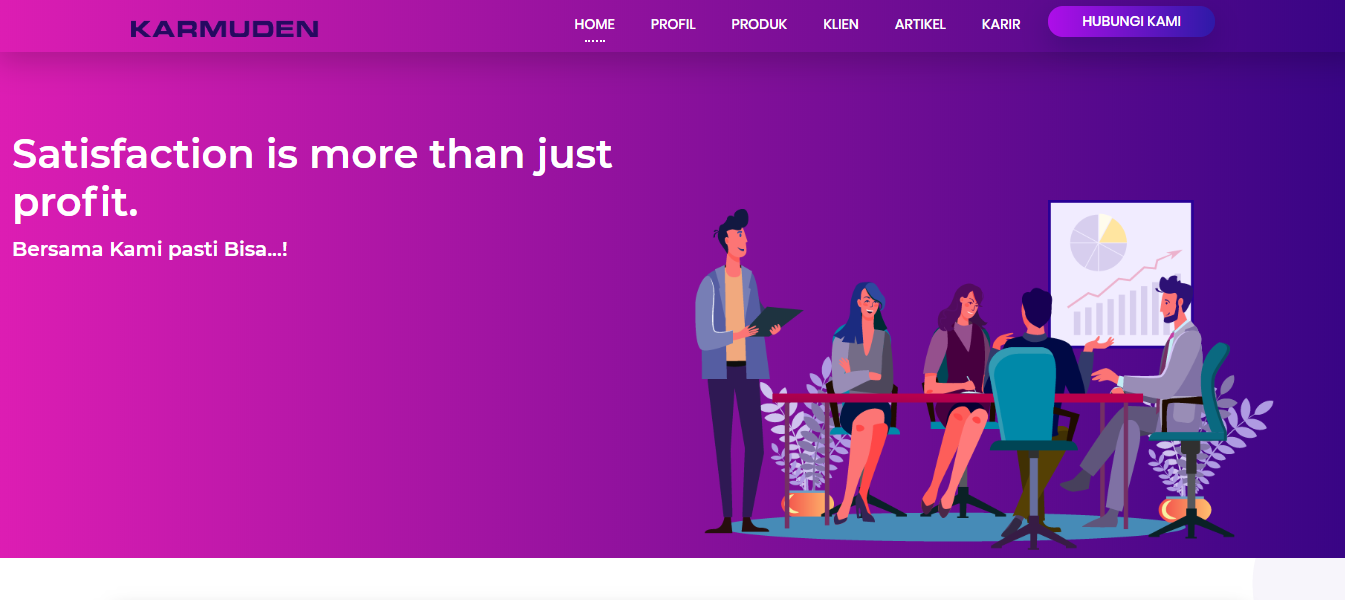 KARMUDEN
HOME PROFIL PRODUK KLIEN ARTIKEL KARIR HUBUNGI KAMI
Satisfaction is more than just
profit.
Bersama Kami pasti Bisa...!